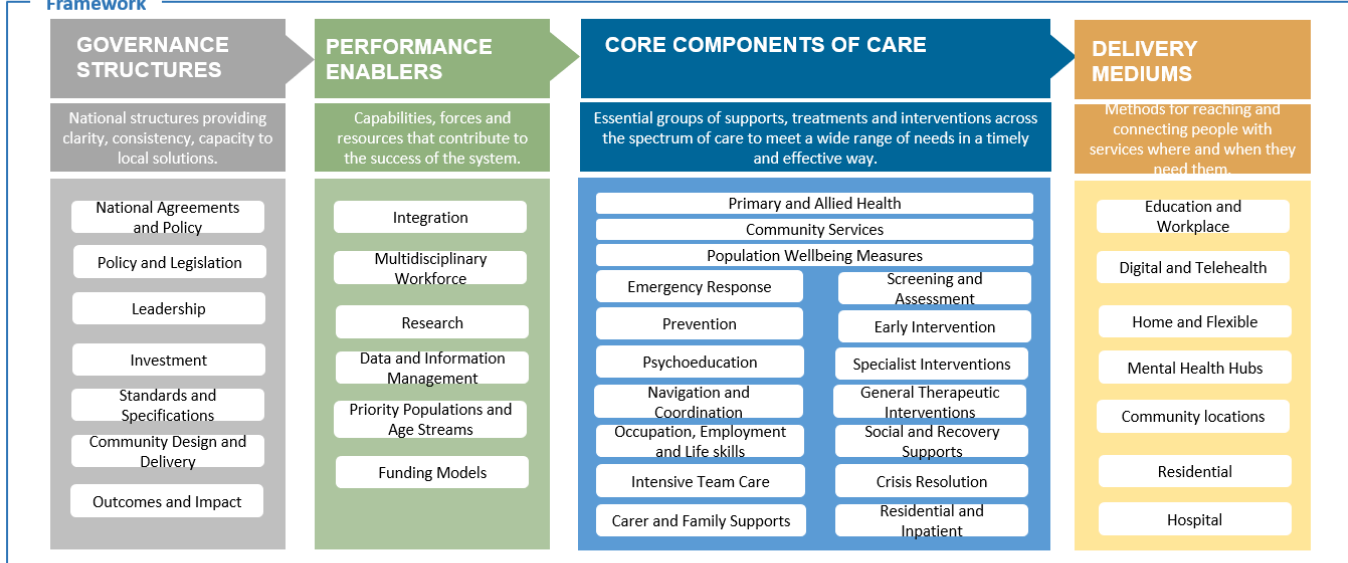 Framework
GOVERNANCE
STRUCTURES
National structures providing
clarity, consistency, capacity to
local solutions.
National Agreements
and Policy
Policy and Legislation
Leadership
Investment
Standards and
Specifications
Community Design and
Delivery
Outcomes and Impact
PERFORMANCE
ENABLERS
Capabilities, forces and
resources that contribute to
the success of the system.
Integration
Multidisciplinary
Workforce
Research
Data and Information
Management
Priority Populations and
Age Streams
Funding Models
CORE COMPONENTS OF CARE
Essential groups of supports, treatments and interventions across
the spectrum of care to meet a wide range of needs in a timely
and effective way.
Primary and Allied Health
Community Services
Population Wellbeing Measures
Emergency Response
Prevention
Psychoeducation
Navigation and
Coordination
Occupation, Employment
and Life skills
Intensive Team Care
Carer and Family Supports
Screening and
Assessment
Early Intervention
Specialist Interventions
General Therapeutic
Interventions
Social and Recovery
Supports
Crisis Resolution
Residential and
Inpatient
DELIVERY
MEDIUMS
Methods for reaching and
connecting people with
services where and when they
need them.
Education and
Workplace
Digital and Telehealth
Home and Flexible
Mental Health Hubs
Community locations
Residential
Hospital